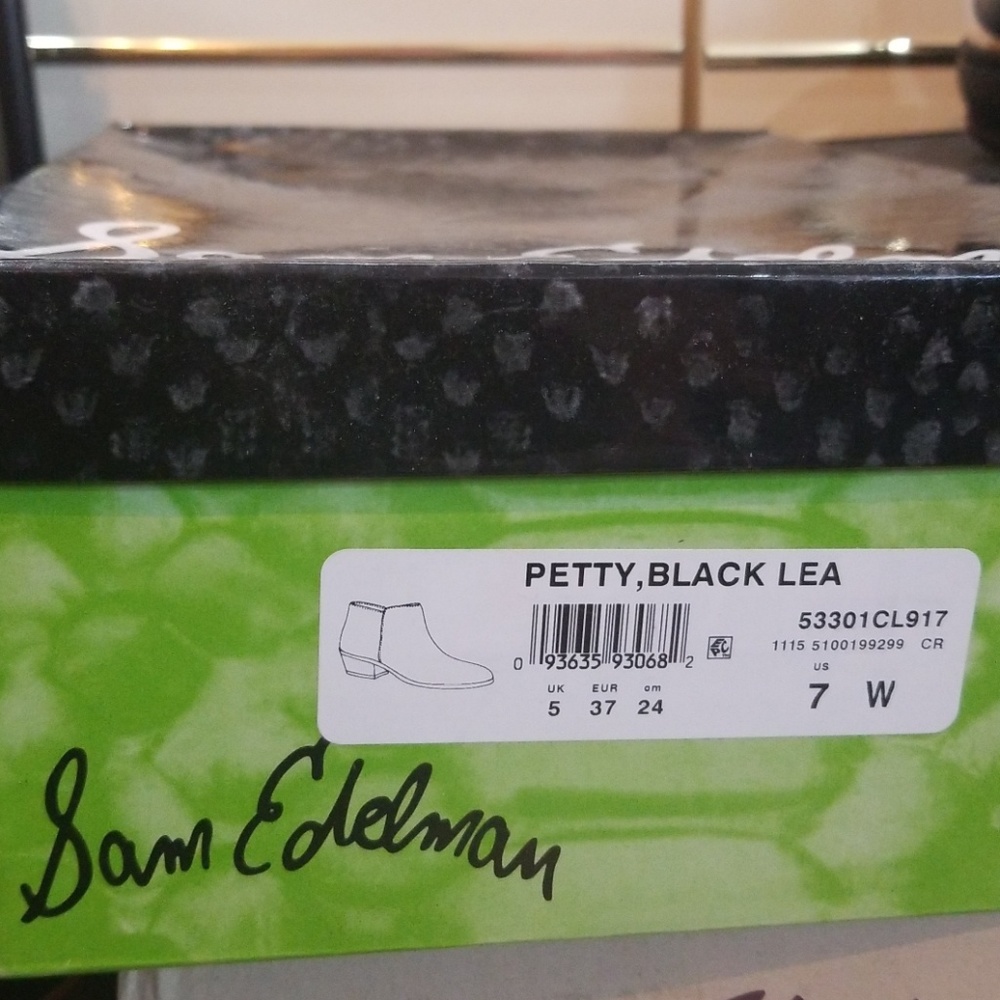 PETTY,BLACK LEA
53301CL917
0 93635 93068 2
1115 5100199299 CR
UK EUR cm US
5 37 24 7 W
Sam Edelman